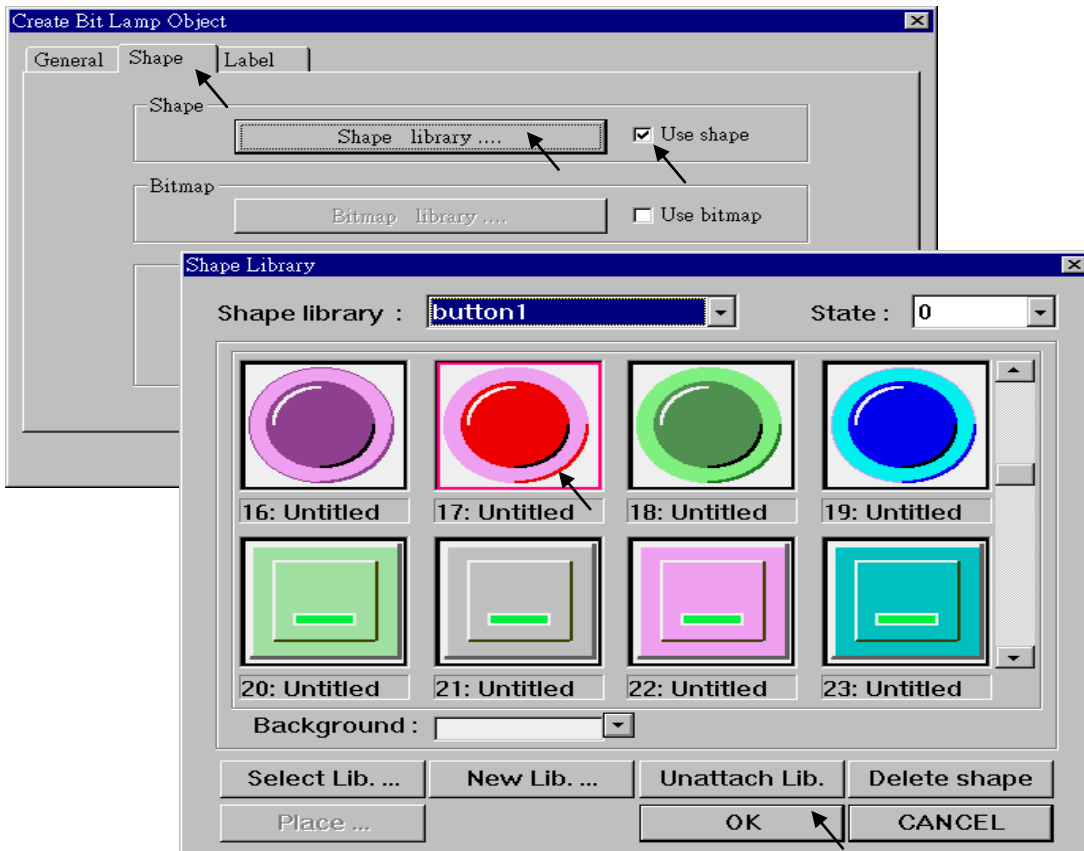 Create Bit Lamp Object
General Shape Label
Shape
Shape library .... Use shape
Bitmap
Bitmap library .... Use bitmap
Shape Library
Shape library : button1 State : 0
16: Untitled 17: Untitled 18: Untitled 19: Untitled
20: Untitled 21: Untitled 22: Untitled 23: Untitled
Background :
Select Lib. ... New Lib. ... Unattach Lib. Delete shape
Place ... OK CANCEL